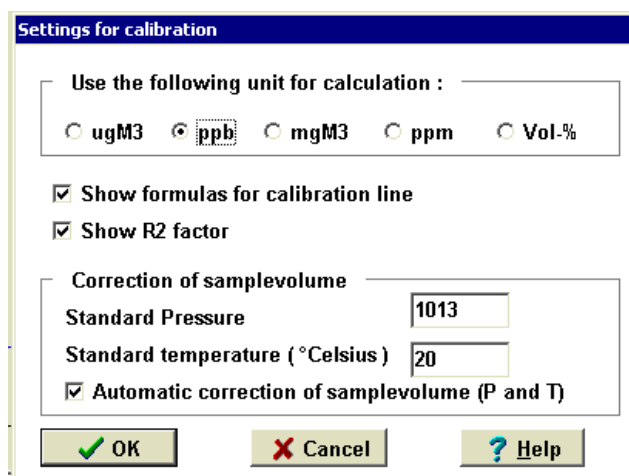 Settings for calibration
Use the following unit for calculation :
ugM3 ppb mgM3 ppm Vol-%
Show formulas for calibration line
Show R2 factor
Correction of samplevolume
Standard Pressure 1013
Standard temperature ( °Celsius ) 20
Automatic correction of samplevolume (P and T)
OK Cancel Help